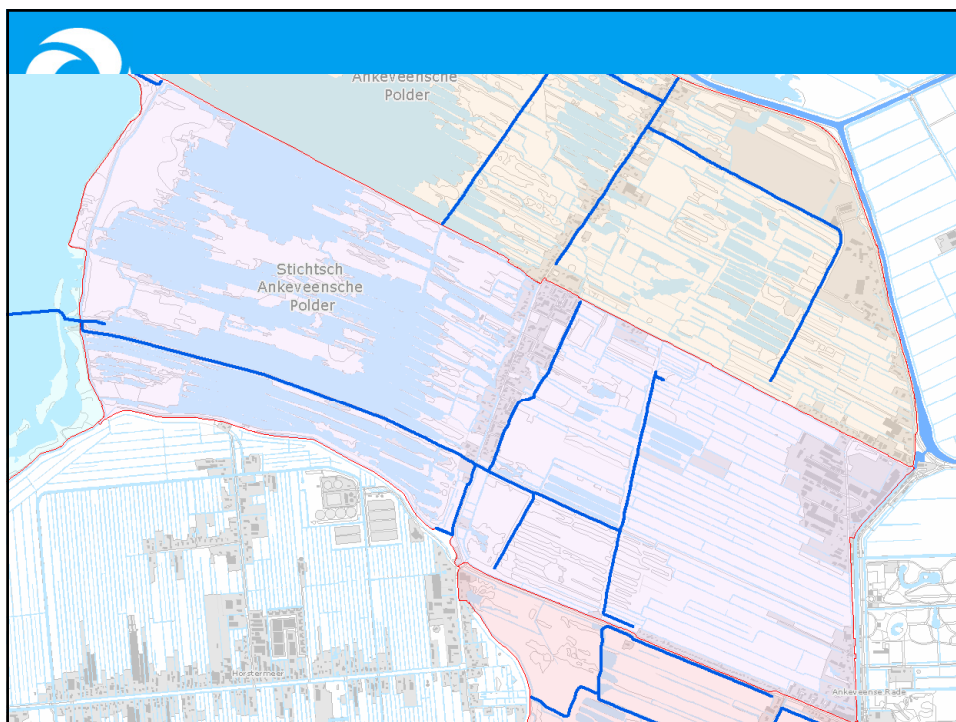 Ankeveensche
Polder
Stichtsch
Ankeveensche
Polder
Horstermeer
Ankeveense Rade